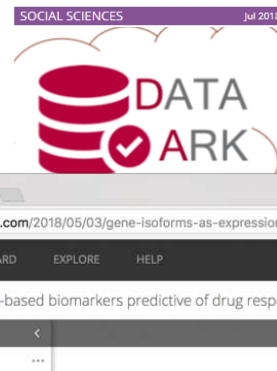 SOCIAL SCIENCES Jul 2018
DATA
ARK
.com/2018/05/03/gene-isoforms-as-expression
ARD EXPLORE HELP
-based biomarkers predictive of drug resp